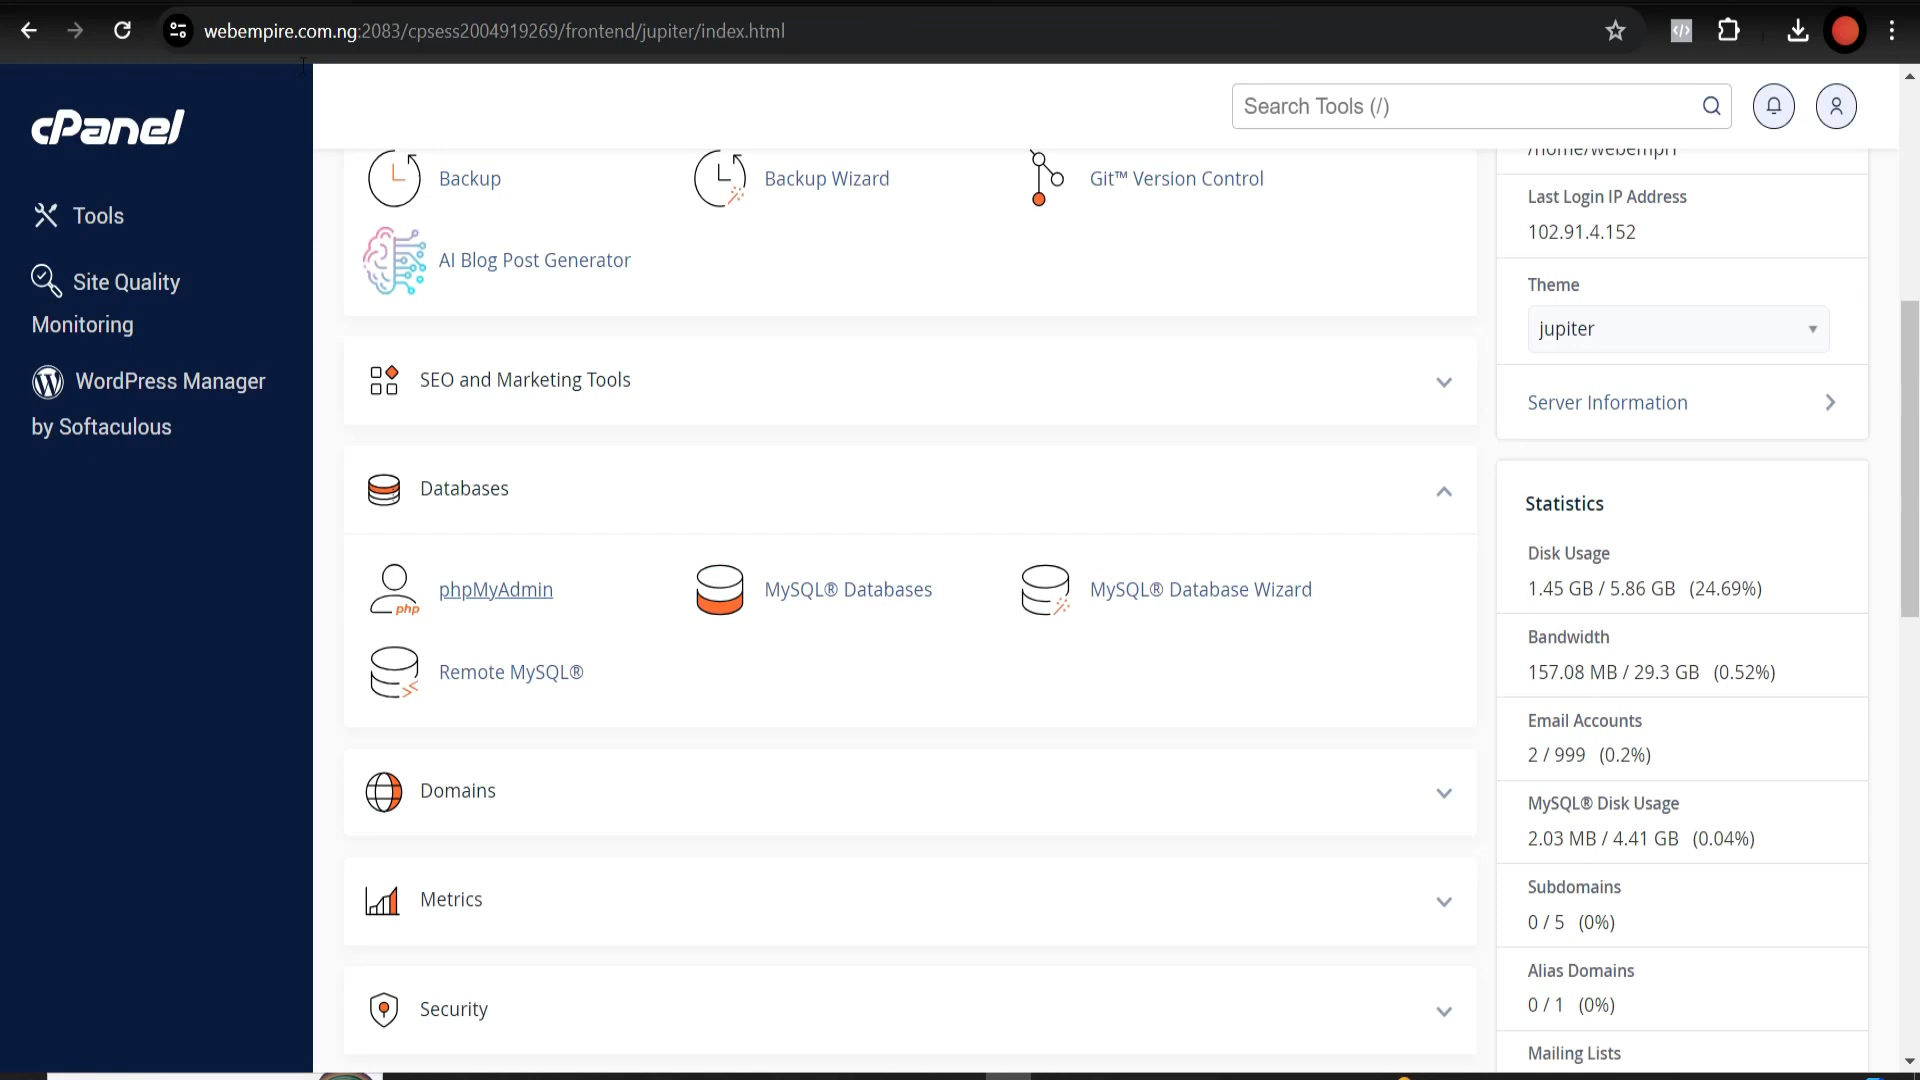 webempire.com.ng:2083/cpsess2004919269/frontend/jupiter/index.html
cPanel
Tools
Site Quality
Monitoring
WordPress Manager
by Softaculous
Search Tools (/)
Backup
Backup Wizard
Git™ Version Control
AI Blog Post Generator
SEO and Marketing Tools
Databases
php
phpMyAdmin
MySQL® Databases
MySQL® Database Wizard
Remote MySQL®
Domains
Metrics
Security
Last Login IP Address
102.91.4.152
Theme
jupiter
Server Information
Statistics
Disk Usage
1.45 GB / 5.86 GB (24.69%)
Bandwidth
157.08 MB / 29.3 GB (0.52%)
Email Accounts
2 / 999 (0.2%)
MySQL® Disk Usage
2.03 MB / 4.41 GB (0.04%)
Subdomains
0 / 5 (0%)
Alias Domains
0 / 1 (0%)
Mailing Lists